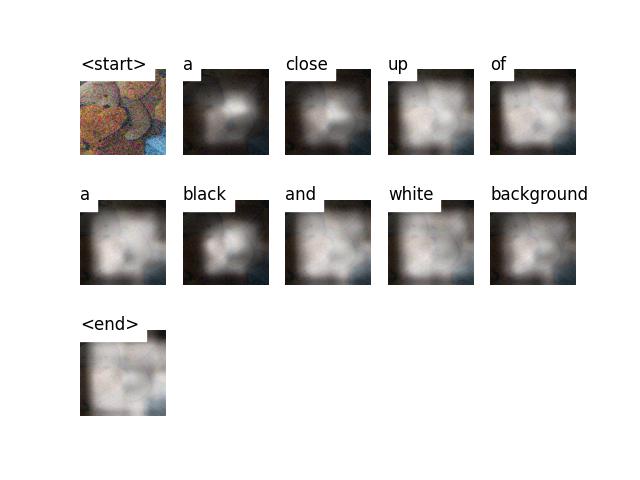 <start> a close up of
a black and white background
<end>